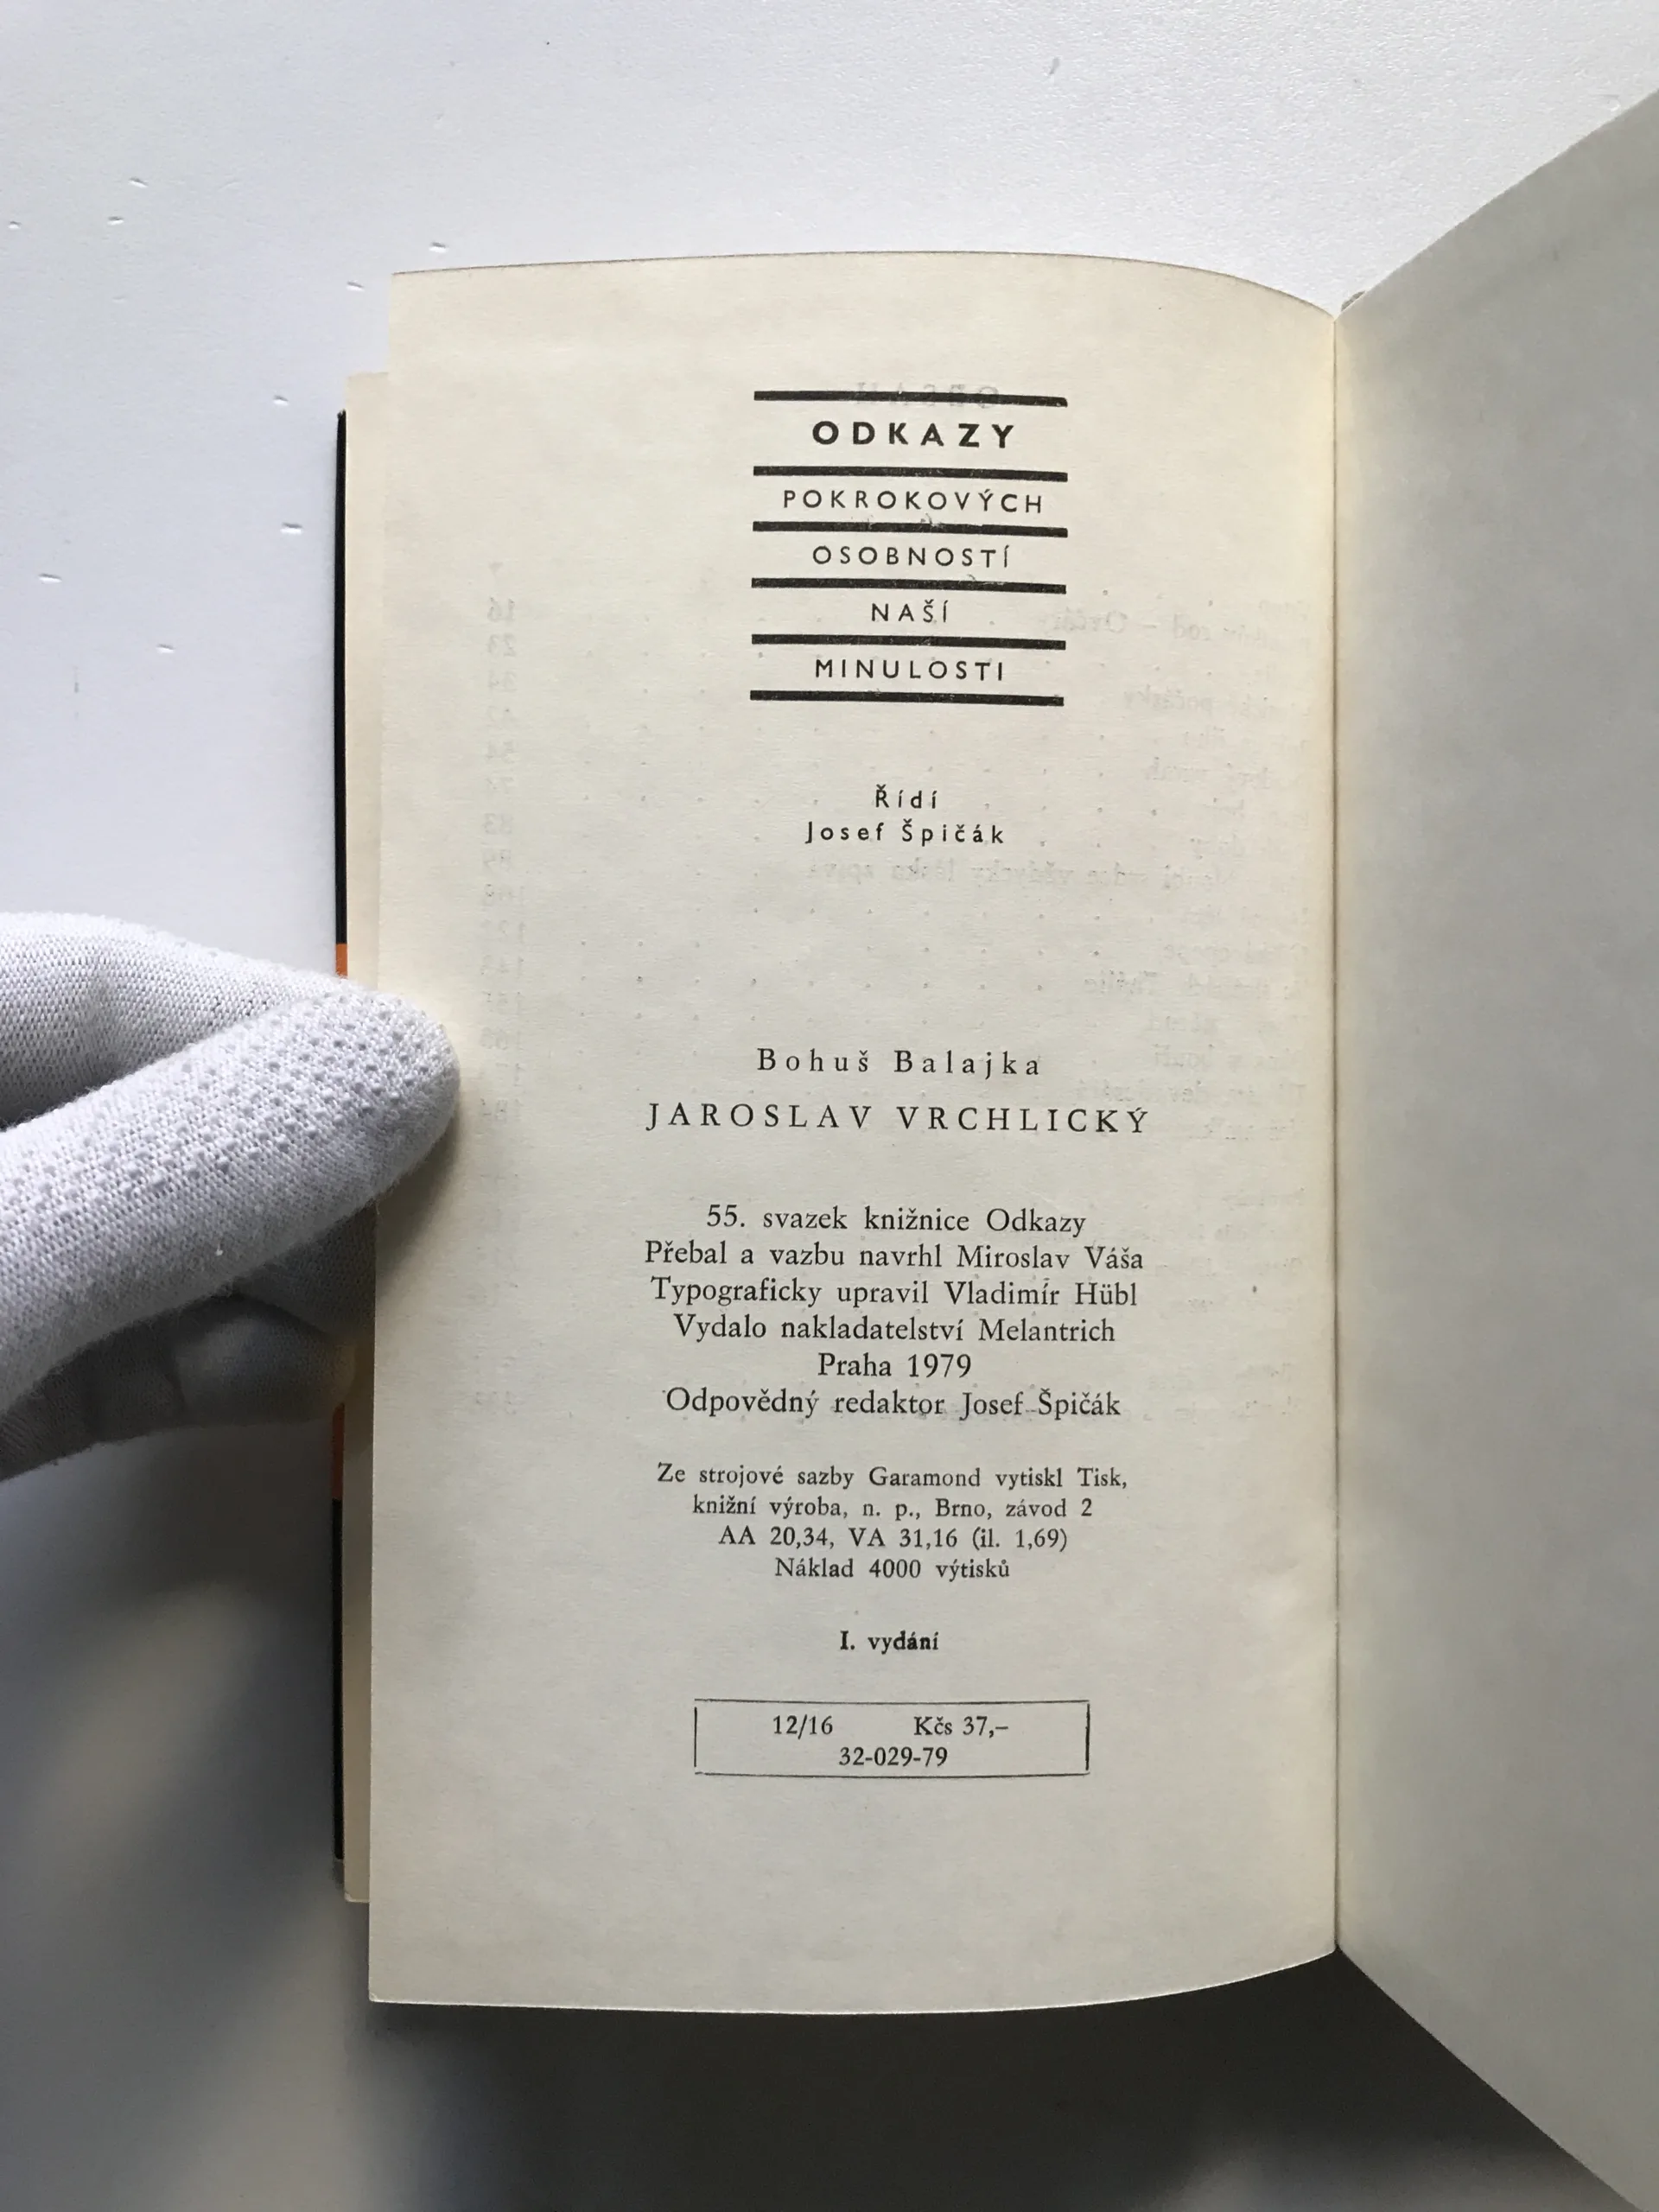 ODKAZY
POKROKOVÝCH
OSOBNOSTÍ
NAŠÍ
MINULOSTI
Řídí
Josef Špičák
Bohuš Balajka
JAROSLAV VRCHLICKÝ
55. svazek knižnice Odkazy
Přebal a vazbu navrhl Miroslav Váša
Typograficky upravil Vladimír Hübl
Vydalo nakladatelství Melantrich
Praha 1979
Odpovědný redaktor Josef Špičák
Ze strojové sazby Garamond vytiskl Tisk,
knižní výroba, n. p., Brno, závod 2
AA 20,34, VA 31,16 (il. 1,69)
Náklad 4000 výtisků
I. vydání
12/16 Kčs 37,–
32-029-79